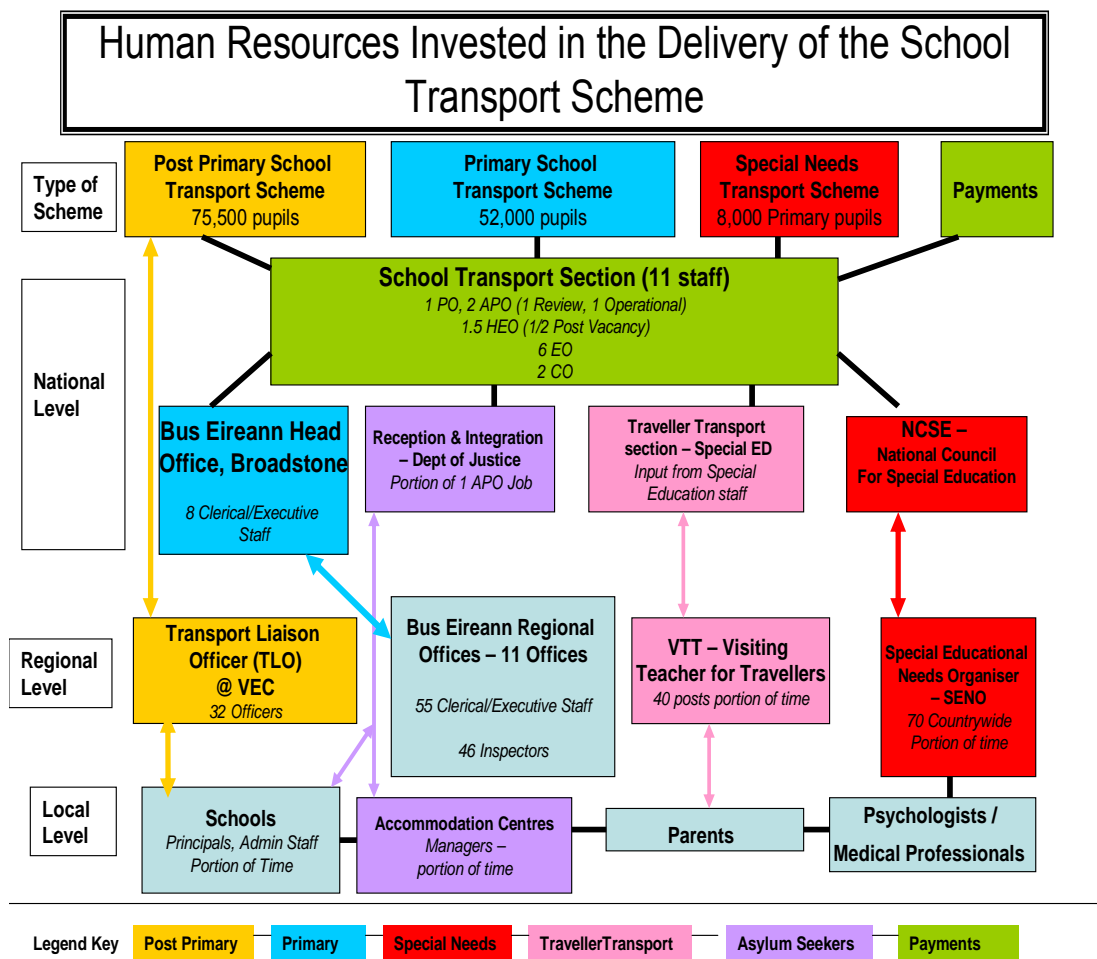 Human Resources Invested in the Delivery of the School
Transport Scheme
Type of
Scheme
Post Primary School
Transport Scheme
75,500 pupils
Primary School
Transport Scheme
52,000 pupils
Special Needs
Transport Scheme
8,000 Primary pupils
Payments
National
Level
School Transport Section (11 staff)
1 PO, 2 APO (1 Review, 1 Operational)
1.5 HEO (1/2 Post Vacancy)
6 EO
2 CO
Bus Eireann Head
Office, Broadstone
8 Clerical/Executive
Staff
Reception & Integration
– Dept of Justice
Portion of 1 APO Job
Traveller Transport
section – Special ED
Input from Special
Education staff
NCSE –
National Council
For Special Education
Regional
Level
Transport Liaison
Officer (TLO)
@ VEC
32 Officers
Bus Eireann Regional
Offices – 11 Offices
55 Clerical/Executive Staff
46 Inspectors
VTT – Visiting
Teacher for Travellers
40 posts portion of time
Special Educational
Needs Organiser
– SENO
70 Countrywide
Portion of time
Local
Level
Schools
Principals, Admin Staff
Portion of Time
Accommodation Centres
Managers –
portion of time
Parents
Psychologists /
Medical Professionals
Legend Key
Post Primary
Primary
Special Needs
TravellerTransport
Asylum Seekers
Payments